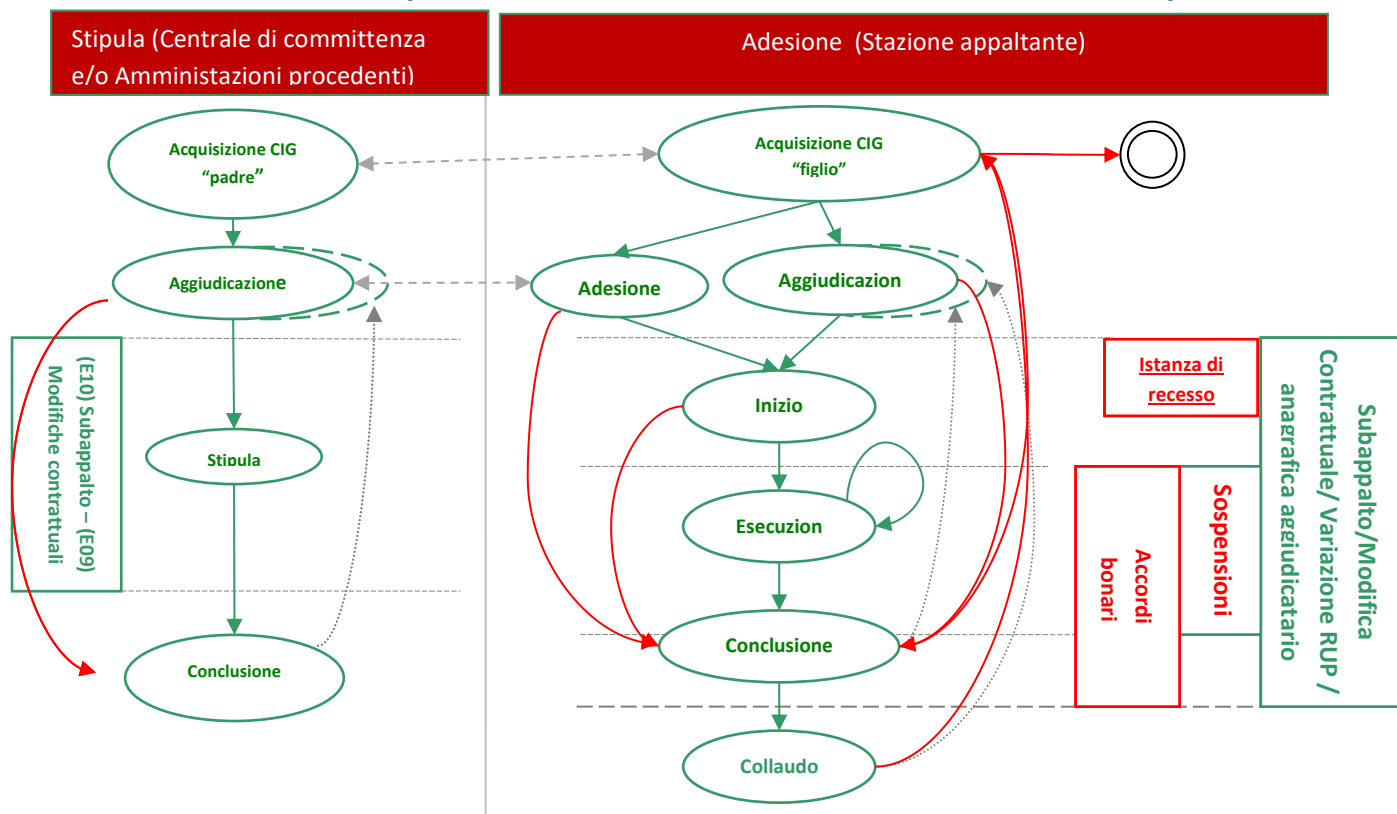 Stipula (Centrale di committenza
e/o Amministazioni procedenti)
Adesione (Stazione appaltante)
Acquisizione CIG
“padre”
Acquisizione CIG
“figlio”
Aggiudicazione
Adesione
Aggiudicazion
(E10) Subappalto – (E09)
Modifiche contrattuali
Istanza di
recesso
Inizio
Stipula
Esecuzion
Subappalto/Modifica
Contrattuale/ Variazione RUP /
anagrafica aggiudicatario
Sospensioni
Accordi
bonari
Conclusione
Conclusione
Collaudo